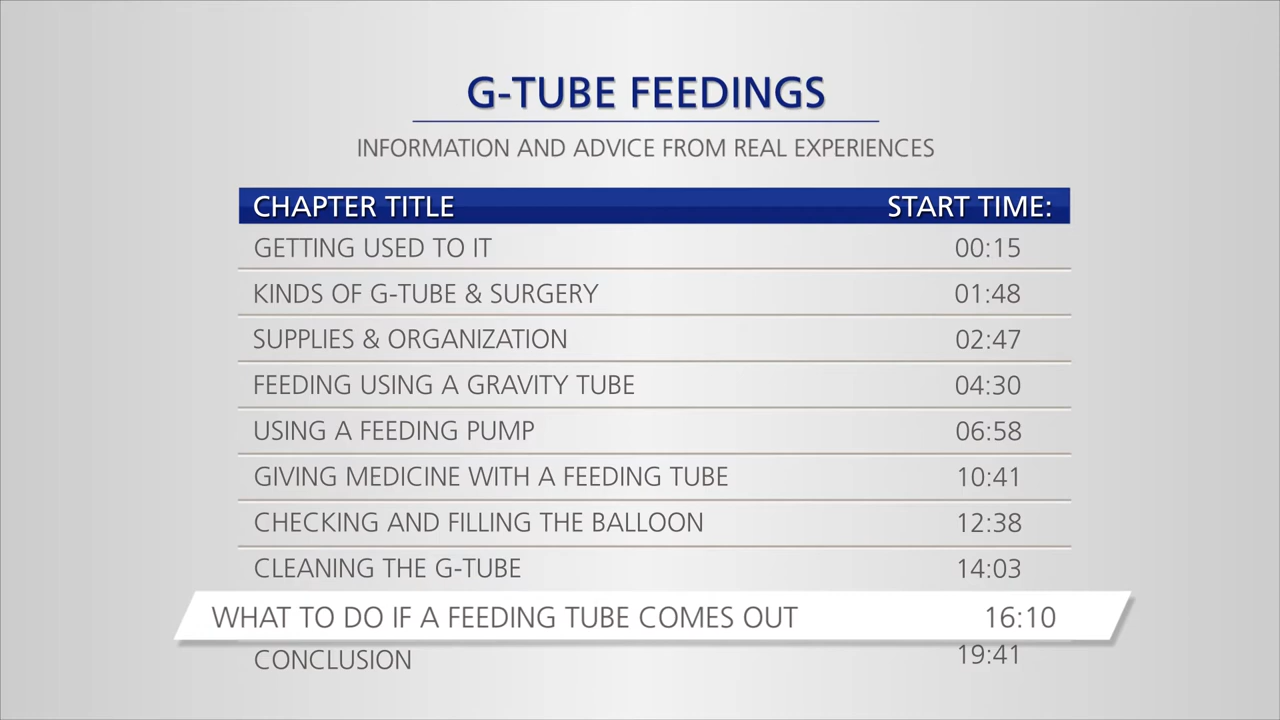 G-TUBE FEEDINGS
INFORMATION AND ADVICE FROM REAL EXPERIENCES
CHAPTER TITLE START TIME:
GETTING USED TO IT 00:15
KINDS OF G-TUBE & SURGERY 01:48
SUPPLIES & ORGANIZATION 02:47
FEEDING USING A GRAVITY TUBE 04:30
USING A FEEDING PUMP 06:58
GIVING MEDICINE WITH A FEEDING TUBE 10:41
CHECKING AND FILLING THE BALLOON 12:38
CLEANING THE G-TUBE 14:03
WHAT TO DO IF A FEEDING TUBE COMES OUT 16:10
CONCLUSION 19:41